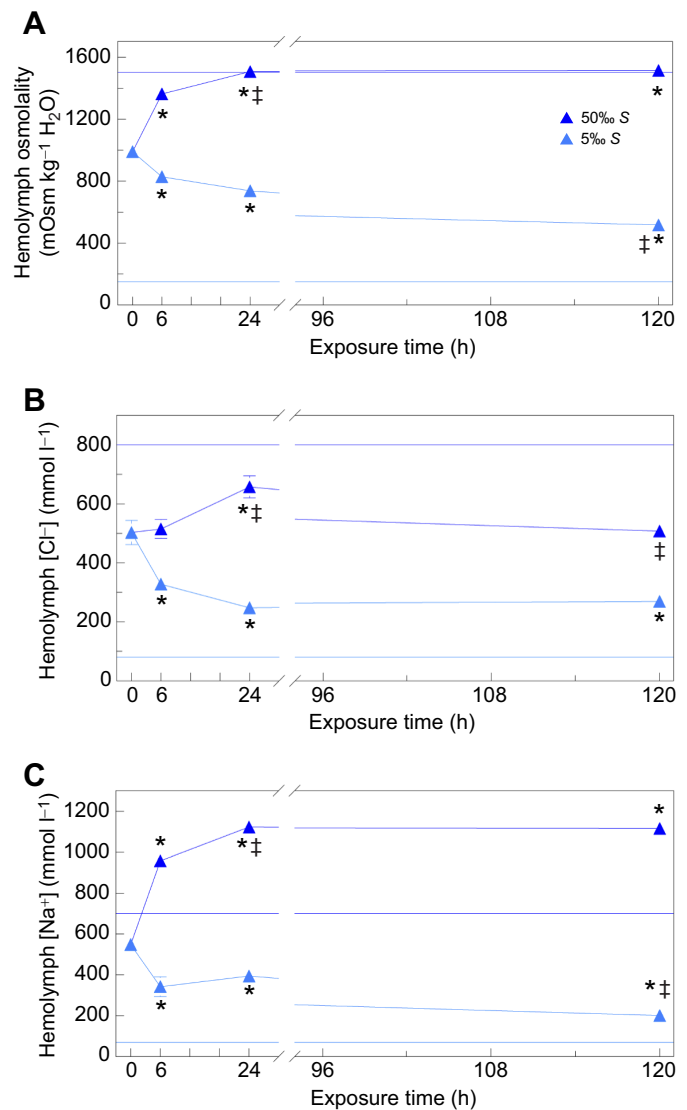 A
Hemolymph osmolality
(mOsm kg⁻¹ H₂O)
1600
1200
800
400
0
* *‡ *
50‰ S
5‰ S
* * ‡*
0 6 24 96 108 120
Exposure time (h)
B
Hemolymph [Cl⁻] (mmol l⁻¹)
800
600
400
200
0
*‡ ‡
* * *
0 6 24 96 108 120
Exposure time (h)
C
Hemolymph [Na⁺] (mmol l⁻¹)
1200
1000
800
600
400
200
0
* *‡ *
* * *‡
0 6 24 96 108 120
Exposure time (h)